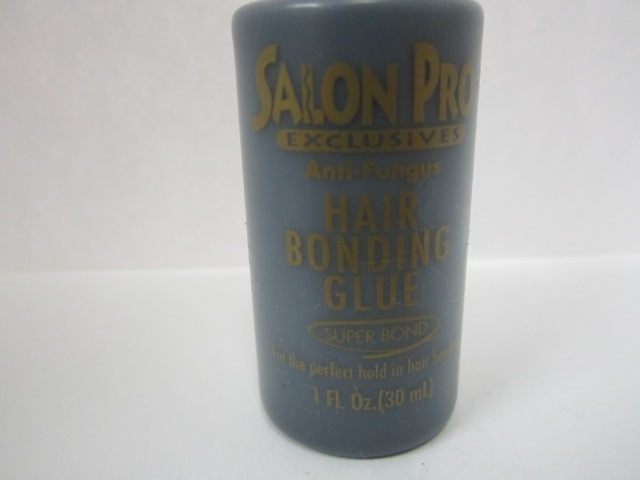 SALON PRO
EXCLUSIVES
Anti-Fungus
HAIR
BONDING
GLUE
SUPER BOND
For the perfect hold in hair
1 Fl. Oz.(30 mL)